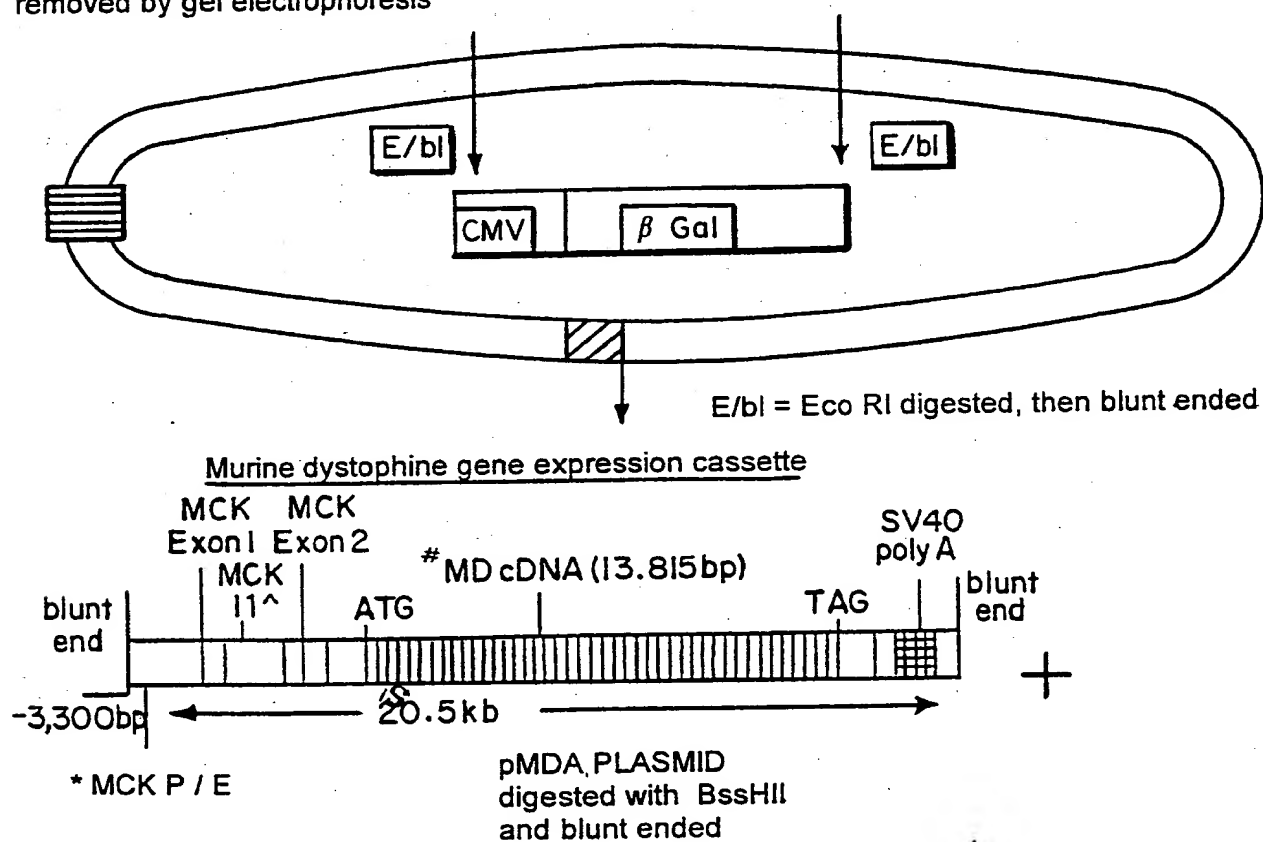 removed by gel electrophoresis
E/bl
E/bl
CMV
β Gal
E/bl = Eco RI digested, then blunt ended
Murine dystophine gene expression cassette
MCK Exon1
MCK Exon2
MCK I1^
#MD cDNA (13.815bp)
SV40 poly A
blunt end
ATG
TAG
blunt end
-3,300bp
20.5kb
+
* MCK P / E
pMDA, PLASMID
digested with BssHII
and blunt ended